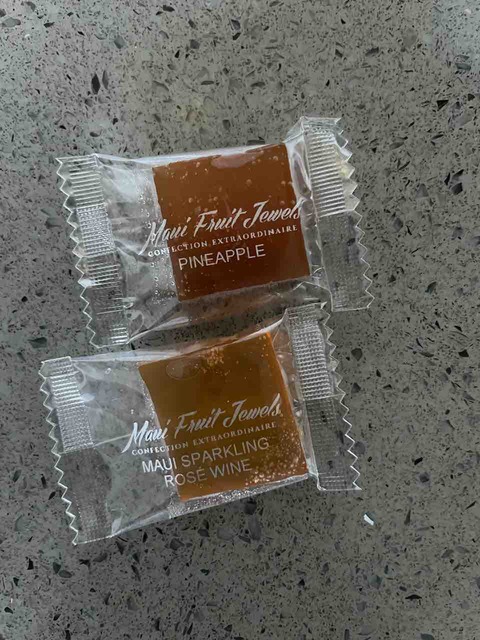 Maui Fruit Jewels
CONFECTION EXTRAORDINAIRE
PINEAPPLE
Maui Fruit Jewels
CONFECTION EXTRAORDINAIRE
MAUI SPARKLING
ROSÉ WINE